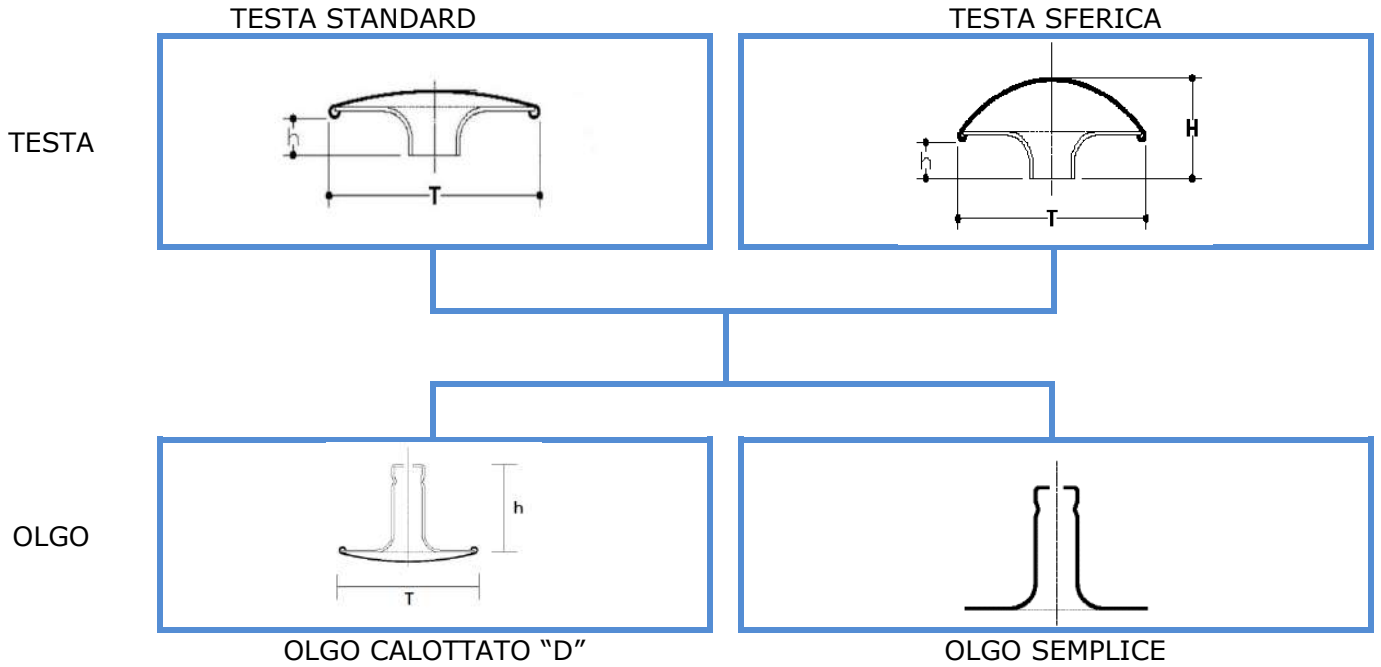 TESTA STANDARD
TESTA SFERICA
TESTA
h
T
h
H
T
OLGO
h
T
OLGO CALOTTATO “D”
OLGO SEMPLICE